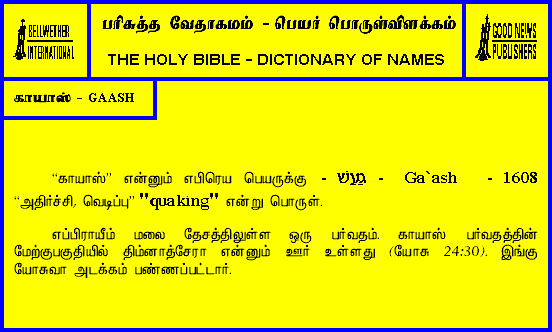 BELLWETHER
INTERNATIONAL
பரிசுத்த வேதாகமம் - பெயர் பொருள்விளக்கம்
THE HOLY BIBLE - DICTIONARY OF NAMES
GOOD NEWS
PUBLISHERS
காயாஸ் - GAASH
“காயாஸ்” என்னும் எபிரெய பெயருக்கு - גַּעַשׁ - Ga`ash - 1608
“அதிர்ச்சி, வெடிப்பு” "quaking" என்று பொருள்.
எப்பிராயீம் மலை தேசத்திலுள்ள ஒரு பர்வதம். காயாஸ் பர்வதத்தின்
மேற்குபகுதியில் திம்னாத்சேரா என்னும் ஊர் உள்ளது (யோசு 24:30). இங்கு
யோசுவா அடக்கம் பண்ணப்பட்டார்.